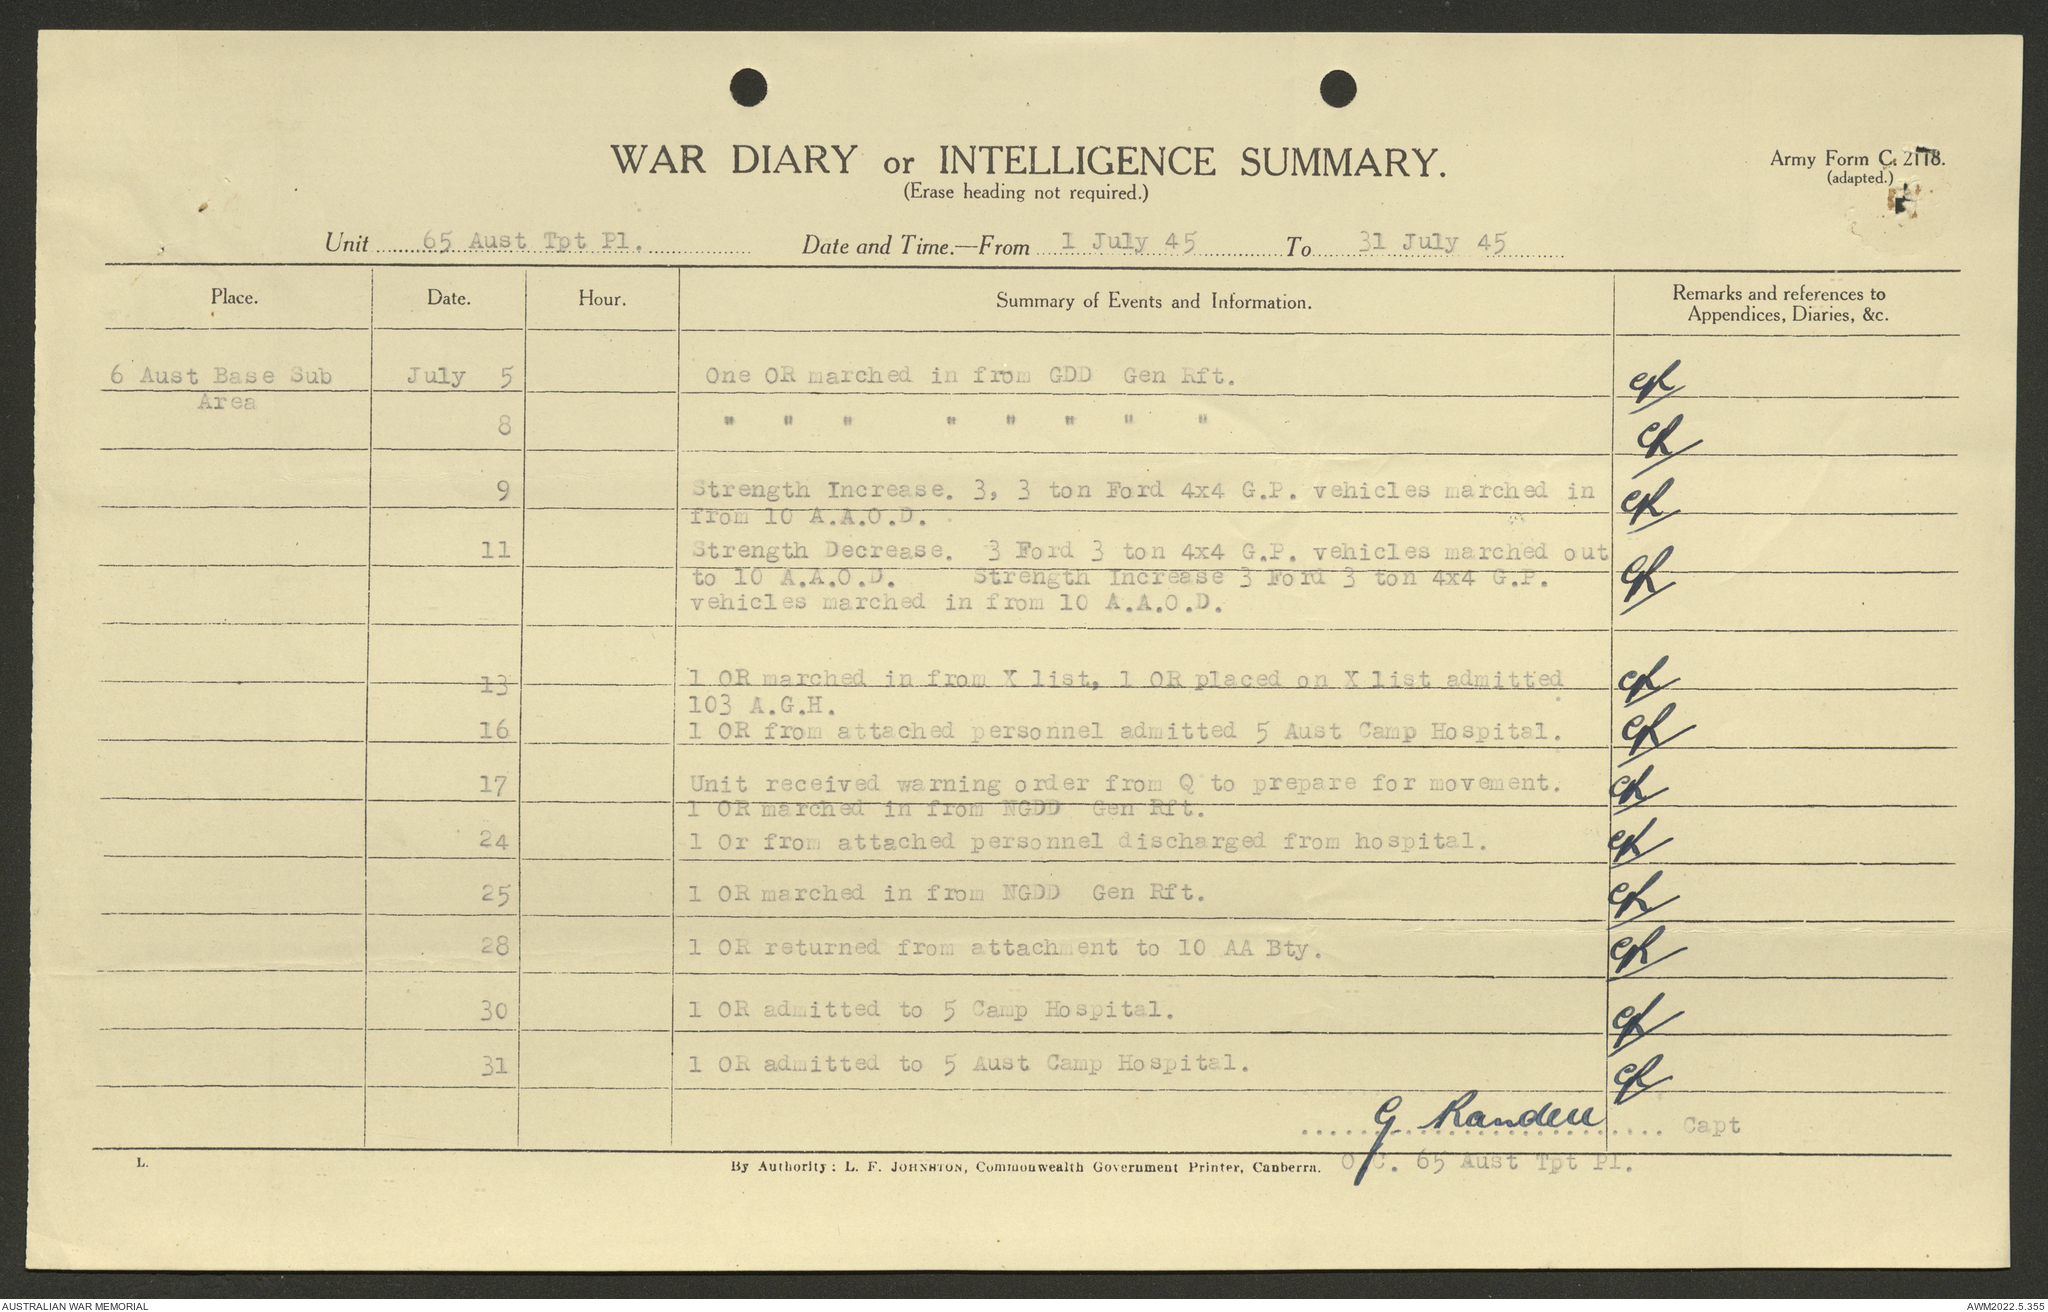 WAR DIARY or INTELLIGENCE SUMMARY.
(Erase heading not required.)
Army Form C. 2118.
(adapted.)
Unit 65 Aust Tpt Pl. Date and Time.—From 1 July 45 To 31 July 45
Place. Date. Hour. Summary of Events and Information. Remarks and references to
Appendices, Diaries, &c.
6 Aust Base Sub July 5 One OR marched in from GDD Gen Rft.
Area
8 " " " " " " " "
9 Strength Increase. 3, 3 ton Ford 4x4 G.P. vehicles marched in
from 10 A.A.O.D.
11 Strength Decrease. 3 Ford 3 ton 4x4 G.P. vehicles marched out
to 10 A.A.O.D. Strength Increase 3 Ford 3 ton 4x4 G.P.
vehicles marched in from 10 A.A.O.D.
13 1 OR marched in from X list, 1 OR placed on X list admitted
103 A.G.H.
16 1 OR from attached personnel admitted 5 Aust Camp Hospital.
17 Unit received warning order from Q to prepare for movement.
1 OR marched in from NGDD Gen Rft.
24 1 Or from attached personnel discharged from hospital.
25 1 OR marched in from NGDD Gen Rft.
28 1 OR returned from attachment to 10 AA Bty.
30 1 OR admitted to 5 Camp Hospital.
31 1 OR admitted to 5 Aust Camp Hospital.
G Randell Capt
O.C. 65 Aust Tpt Pl.
L.
By Authority: L. F. JOHNSTON, Commonwealth Government Printer, Canberra.
AUSTRALIAN WAR MEMORIAL
AWM2022.5.355